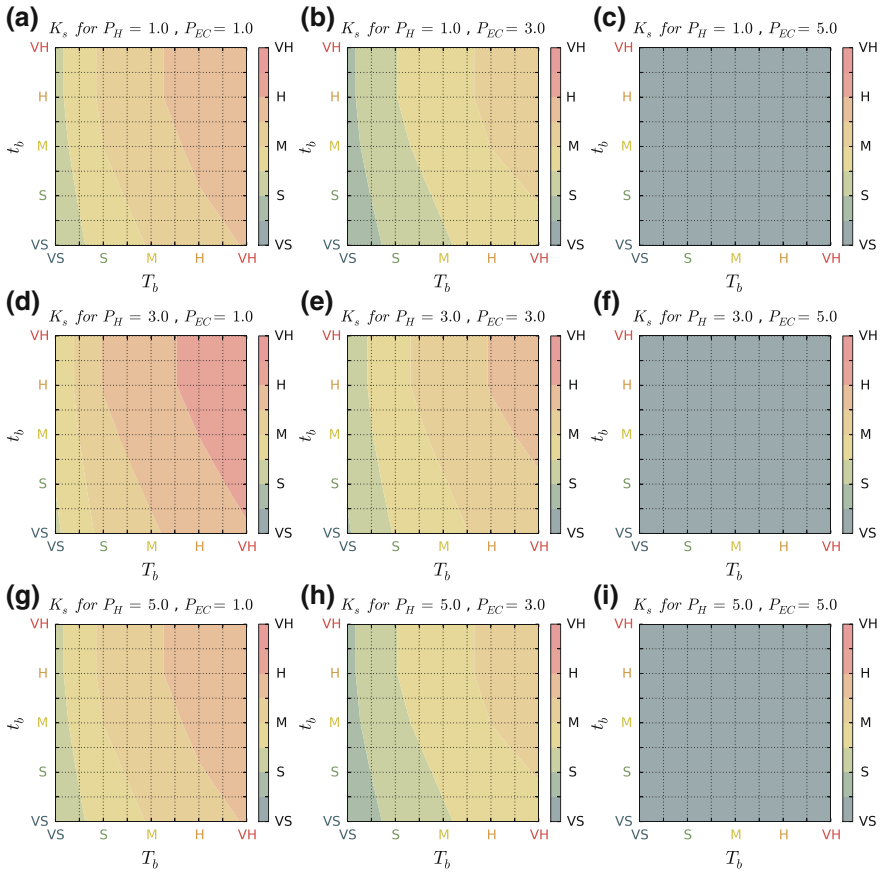 (a) K_s for P_H = 1.0 , P_EC = 1.0
VH
H
M
S
VS
t_b
VS S M H VH
T_b
VH
H
M
S
VS
(b) K_s for P_H = 1.0 , P_EC = 3.0
VH
H
M
S
VS
t_b
VS S M H VH
T_b
VH
H
M
S
VS
(c) K_s for P_H = 1.0 , P_EC = 5.0
VH
H
M
S
VS
t_b
VS S M H VH
T_b
VH
H
M
S
VS
(d) K_s for P_H = 3.0 , P_EC = 1.0
VH
H
M
S
VS
t_b
VS S M H VH
T_b
VH
H
M
S
VS
(e) K_s for P_H = 3.0 , P_EC = 3.0
VH
H
M
S
VS
t_b
VS S M H VH
T_b
VH
H
M
S
VS
(f) K_s for P_H = 3.0 , P_EC = 5.0
VH
H
M
S
VS
t_b
VS S M H VH
T_b
VH
H
M
S
VS
(g) K_s for P_H = 5.0 , P_EC = 1.0
VH
H
M
S
VS
t_b
VS S M H VH
T_b
VH
H
M
S
VS
(h) K_s for P_H = 5.0 , P_EC = 3.0
VH
H
M
S
VS
t_b
VS S M H VH
T_b
VH
H
M
S
VS
(i) K_s for P_H = 5.0 , P_EC = 5.0
VH
H
M
S
VS
t_b
VS S M H VH
T_b
VH
H
M
S
VS